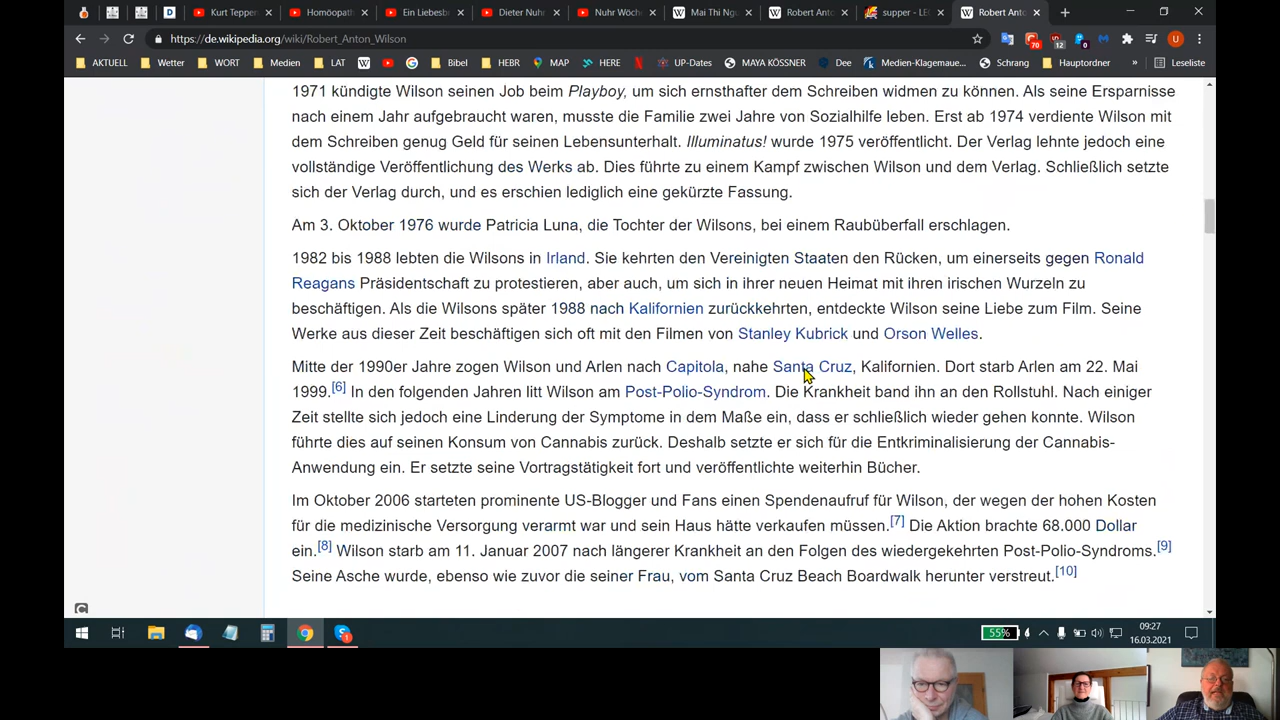 Kurt Teppen
Homöopath
Ein Liebesb
Dieter Nuhr
Nuhr Wöch
Mai Thi Ngu
Robert Anto
supper - LE
Robert Anto
https://de.wikipedia.org/wiki/Robert_Anton_Wilson
70
12
0
U
AKTUELL
Wetter
WORT
Medien
LAT
Bibel
HEBR
MAP
HERE
UP-Dates
MAYA KÖSSNER
Dee
Medien-Klagemaue...
Schrang
Hauptordner
»
Leseliste
1971 kündigte Wilson seinen Job beim Playboy, um sich ernsthafter dem Schreiben widmen zu können. Als seine Ersparnisse
nach einem Jahr aufgebraucht waren, musste die Familie zwei Jahre von Sozialhilfe leben. Erst ab 1974 verdiente Wilson mit
dem Schreiben genug Geld für seinen Lebensunterhalt. Illuminatus! wurde 1975 veröffentlicht. Der Verlag lehnte jedoch eine
vollständige Veröffentlichung des Werks ab. Dies führte zu einem Kampf zwischen Wilson und dem Verlag. Schließlich setzte
sich der Verlag durch, und es erschien lediglich eine gekürzte Fassung.
Am 3. Oktober 1976 wurde Patricia Luna, die Tochter der Wilsons, bei einem Raubüberfall erschlagen.
1982 bis 1988 lebten die Wilsons in Irland. Sie kehrten den Vereinigten Staaten den Rücken, um einerseits gegen Ronald
Reagans Präsidentschaft zu protestieren, aber auch, um sich in ihrer neuen Heimat mit ihren irischen Wurzeln zu
beschäftigen. Als die Wilsons später 1988 nach Kalifornien zurückkehrten, entdeckte Wilson seine Liebe zum Film. Seine
Werke aus dieser Zeit beschäftigen sich oft mit den Filmen von Stanley Kubrick und Orson Welles.
Mitte der 1990er Jahre zogen Wilson und Arlen nach Capitola, nahe Santa Cruz, Kalifornien. Dort starb Arlen am 22. Mai
1999.[6] In den folgenden Jahren litt Wilson am Post-Polio-Syndrom. Die Krankheit band ihn an den Rollstuhl. Nach einiger
Zeit stellte sich jedoch eine Linderung der Symptome in dem Maße ein, dass er schließlich wieder gehen konnte. Wilson
führte dies auf seinen Konsum von Cannabis zurück. Deshalb setzte er sich für die Entkriminalisierung der Cannabis-
Anwendung ein. Er setzte seine Vortragstätigkeit fort und veröffentlichte weiterhin Bücher.
Im Oktober 2006 starteten prominente US-Blogger und Fans einen Spendenaufruf für Wilson, der wegen der hohen Kosten
für die medizinische Versorgung verarmt war und sein Haus hätte verkaufen müssen.[7] Die Aktion brachte 68.000 Dollar
ein.[8] Wilson starb am 11. Januar 2007 nach längerer Krankheit an den Folgen des wiedergekehrten Post-Polio-Syndroms.[9]
Seine Asche wurde, ebenso wie zuvor die seiner Frau, vom Santa Cruz Beach Boardwalk herunter verstreut.[10]
55%
09:27
16.03.2021